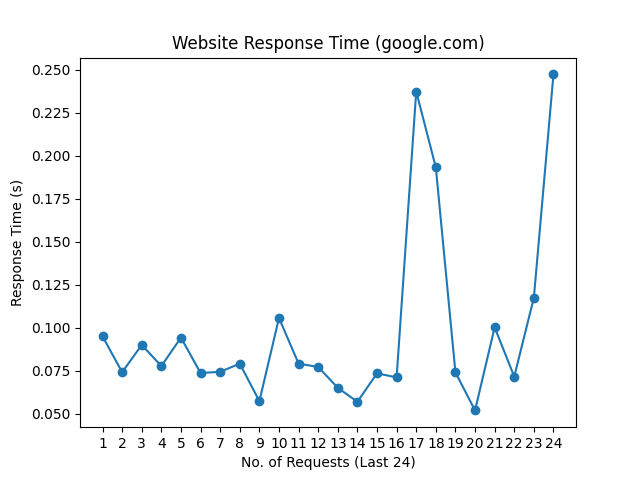 Website Response Time (google.com)
0.250
0.225
0.200
0.175
0.150
0.125
0.100
0.075
0.050
Response Time (s)
1 2 3 4 5 6 7 8 9 10 11 12 13 14 15 16 17 18 19 20 21 22 23 24
No. of Requests (Last 24)